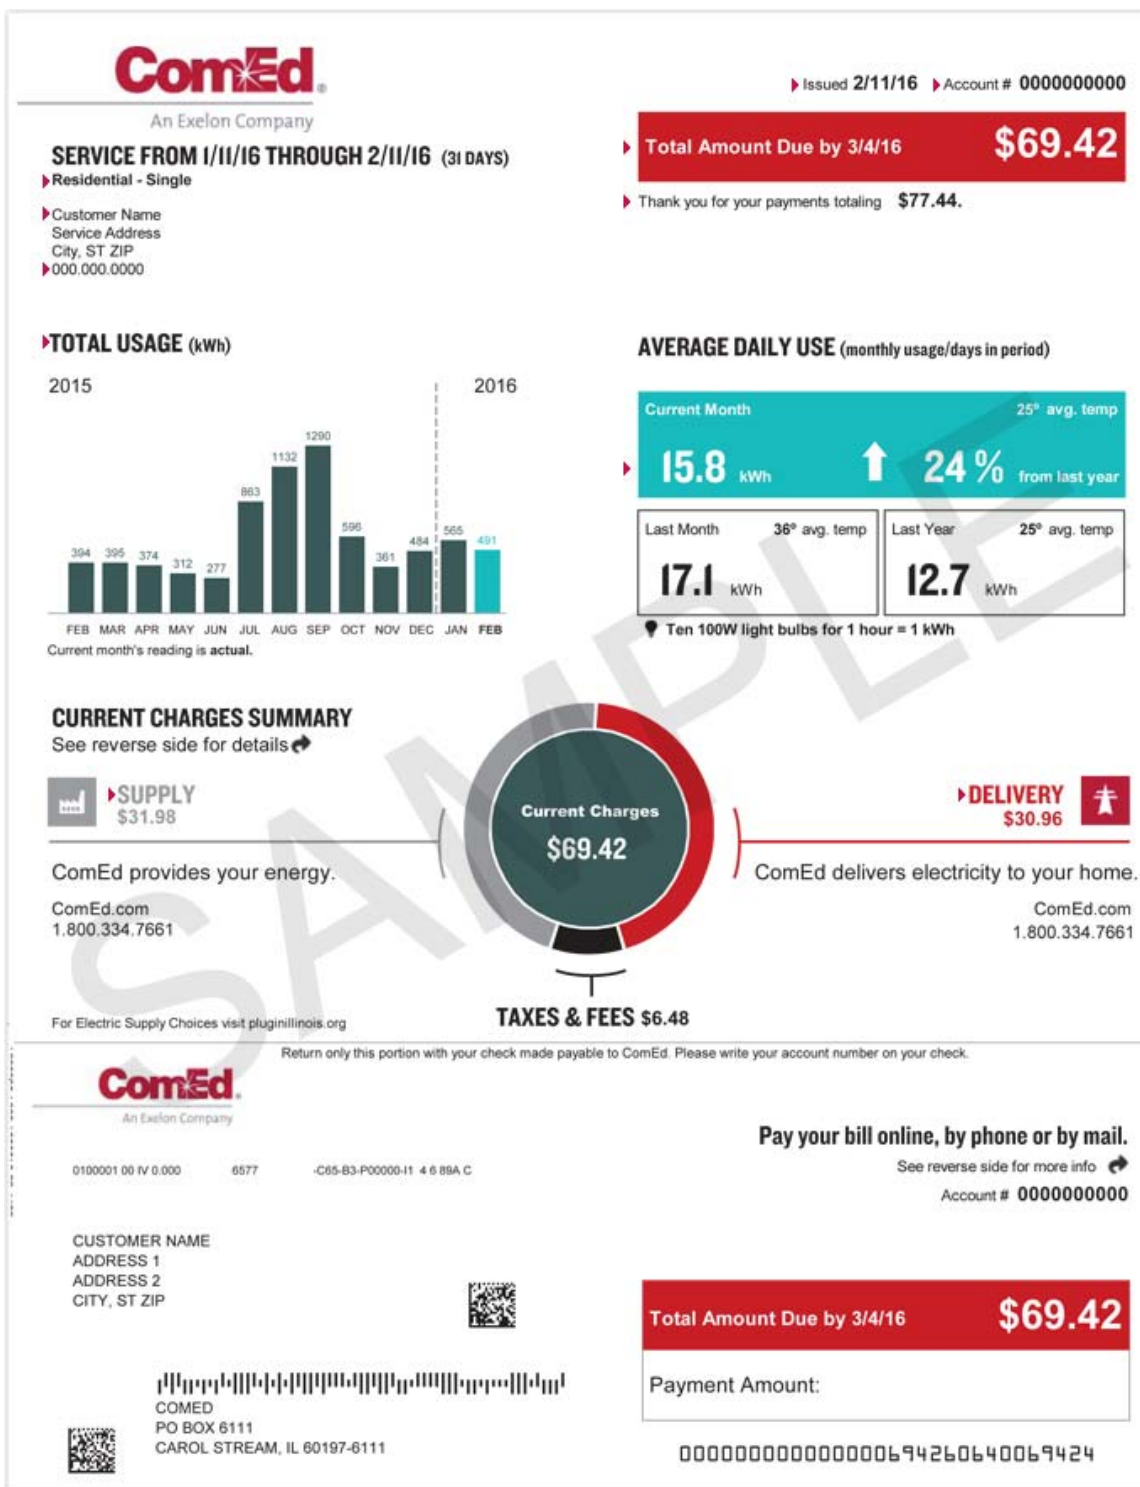 ComEd®
An Exelon Company
Issued 2/11/16 Account # 0000000000
SERVICE FROM 1/11/16 THROUGH 2/11/16 (31 DAYS)
Residential - Single
Total Amount Due by 3/4/16 $69.42
Thank you for your payments totaling $77.44.
Customer Name
Service Address
City, ST ZIP
000.000.0000
TOTAL USAGE (kWh)
2015 2016
1290
1132
863
596
565
491
484
394 395 374
361
312
277
FEB MAR APR MAY JUN JUL AUG SEP OCT NOV DEC JAN FEB
Current month's reading is actual.
AVERAGE DAILY USE (monthly usage/days in period)
Current Month 25º avg. temp
15.8 kWh 24% from last year
Last Month 36º avg. temp
17.1 kWh
Last Year 25º avg. temp
12.7 kWh
Ten 100W light bulbs for 1 hour = 1 kWh
SAMPLE
CURRENT CHARGES SUMMARY
See reverse side for details
SUPPLY
$31.98
ComEd provides your energy.
ComEd.com
1.800.334.7661
Current Charges
$69.42
DELIVERY
$30.96
ComEd delivers electricity to your home.
ComEd.com
1.800.334.7661
TAXES & FEES $6.48
For Electric Supply Choices visit pluginillinois.org
Return only this portion with your check made payable to ComEd. Please write your account number on your check.
ComEd®
An Exelon Company
Pay your bill online, by phone or by mail.
See reverse side for more info
Account # 0000000000
0100001 00 IV 0.000 6577 -C65-B3-P00000-I1 4 6 89A C
CUSTOMER NAME
ADDRESS 1
ADDRESS 2
CITY, ST ZIP
Total Amount Due by 3/4/16 $69.42
Payment Amount:
COMED
PO BOX 6111
CAROL STREAM, IL 60197-6111
000000000000000694260640069424